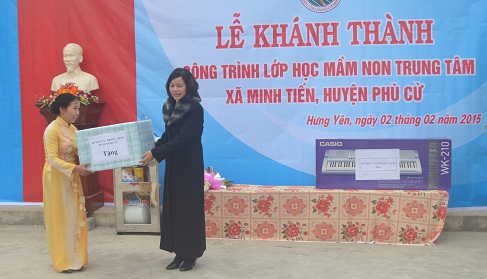 LỄ KHÁNH THÀNH
CÔNG TRÌNH LỚP HỌC MẦM NON TRUNG TÂM
XÃ MINH TIẾN, HUYỆN PHÙ CỪ
Hưng Yên, ngày 02 tháng 02 năm 2015
Tặng
CASIO
WK-210